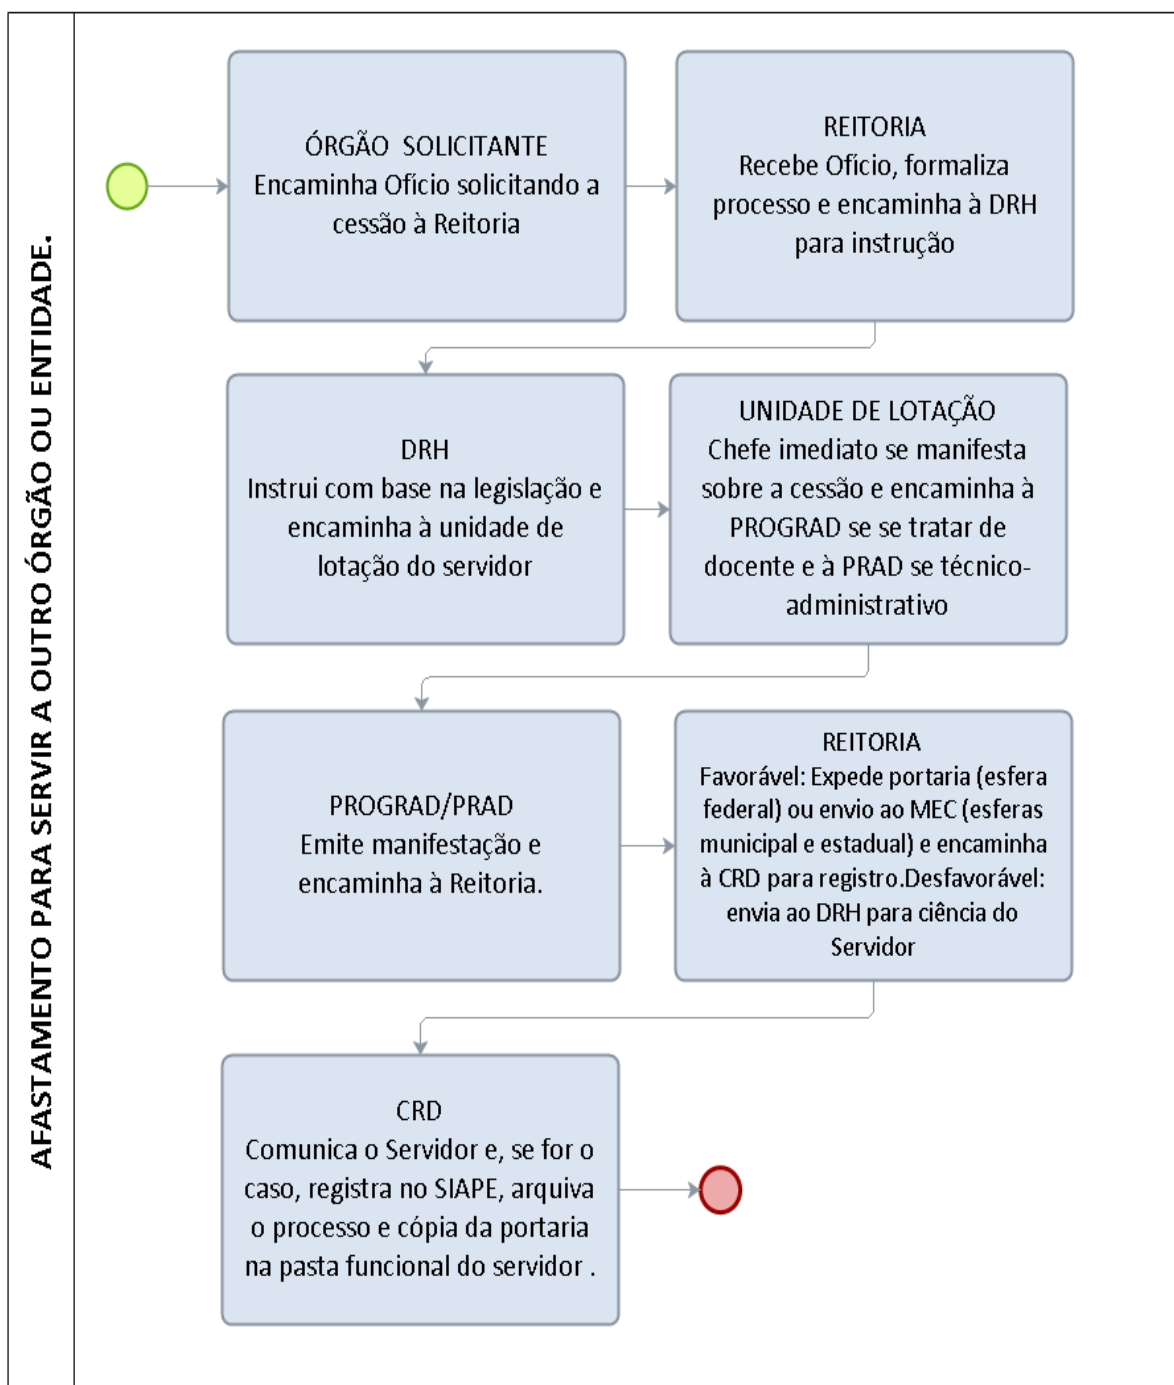 AFASTAMENTO PARA SERVIR A OUTRO ÓRGÃO OU ENTIDADE.
ÓRGÃO SOLICITANTE
Encaminha Ofício solicitando a
cessão à Reitoria
REITORIA
Recebe Ofício, formaliza
processo e encaminha à DRH
para instrução
DRH
Instrui com base na legislação e
encaminha à unidade de
lotação do servidor
UNIDADE DE LOTAÇÃO
Chefe imediato se manifesta
sobre a cessão e encaminha à
PROGRAD se se tratar de
docente e à PRAD se técnico-
administrativo
PROGRAD/PRAD
Emite manifestação e
encaminha à Reitoria.
REITORIA
Favorável: Expede portaria (esfera
federal) ou envio ao MEC (esferas
municipal e estadual) e encaminha
à CRD para registro.Desfavorável:
envia ao DRH para ciência do
Servidor
CRD
Comunica o Servidor e, se for o
caso, registra no SIAPE, arquiva
o processo e cópia da portaria
na pasta funcional do servidor .